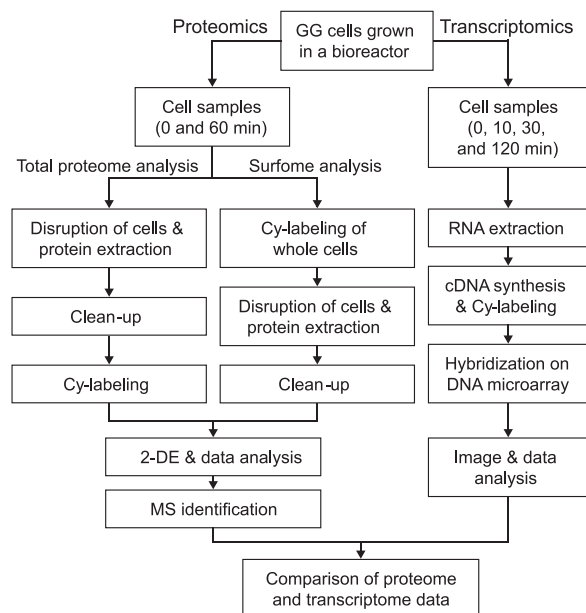 Proteomics
GG cells grown
in a bioreactor
Transcriptomics
Cell samples
(0 and 60 min)
Cell samples
(0, 10, 30,
and 120 min)
Total proteome analysis
Surfome analysis
Disruption of cells &
protein extraction
Cy-labeling of
whole cells
RNA extraction
Clean-up
Disruption of cells &
protein extraction
cDNA synthesis
& Cy-labeling
Cy-labeling
Clean-up
Hybridization on
DNA microarray
2-DE & data analysis
Image & data
analysis
MS identification
Comparison of proteome
and transcriptome data